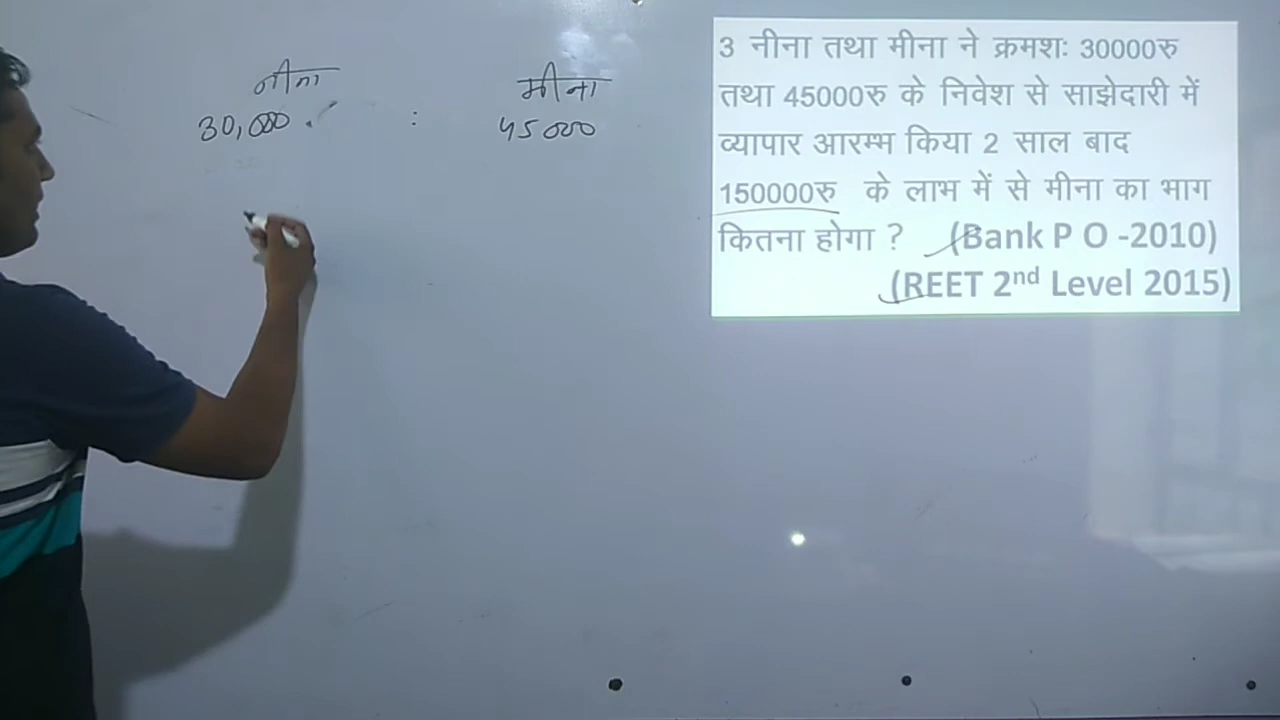 नीना मीना
30,000 : 45000
3 नीना तथा मीना ने क्रमशः 30000रु
तथा 45000रु के निवेश से साझेदारी में
व्यापार आरम्भ किया 2 साल बाद
150000रु के लाभ में से मीना का भाग
कितना होगा ? (Bank P O -2010)
(REET 2nd Level 2015)